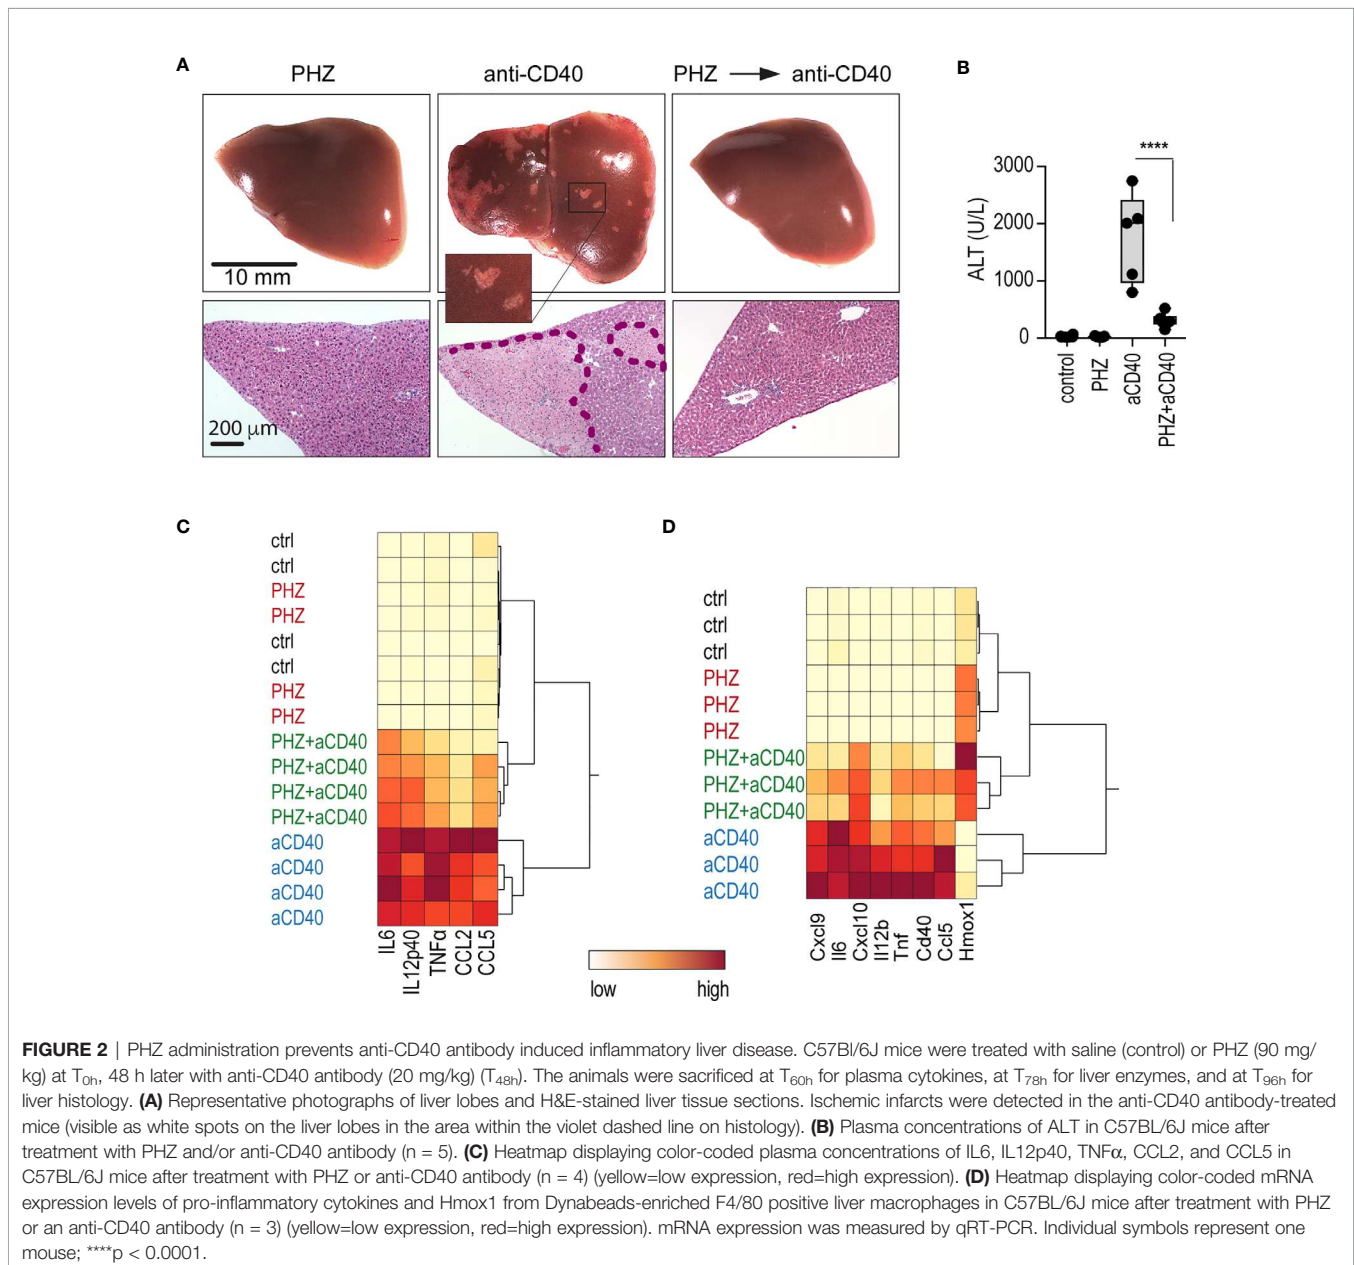 A
PHZ
anti-CD40
PHZ → anti-CD40
10 mm
200 μm
B
****
3000
2000
1000
0
ALT (U/L)
control
PHZ
aCD40
PHZ+aCD40
C
ctrl
ctrl
PHZ
PHZ
ctrl
ctrl
PHZ
PHZ
PHZ+aCD40
PHZ+aCD40
PHZ+aCD40
PHZ+aCD40
aCD40
aCD40
aCD40
aCD40
IL6
IL12p40
TNFα
CCL2
CCL5
D
ctrl
ctrl
ctrl
PHZ
PHZ
PHZ
PHZ+aCD40
PHZ+aCD40
PHZ+aCD40
aCD40
aCD40
aCD40
Cxcl9
Il6
Cxcl10
Il12b
Tnf
Cd40
Ccl5
Hmox1
low high
FIGURE 2 | PHZ administration prevents anti-CD40 antibody induced inflammatory liver disease. C57Bl/6J mice were treated with saline (control) or PHZ (90 mg/
kg) at T0h, 48 h later with anti-CD40 antibody (20 mg/kg) (T48h). The animals were sacrificed at T60h for plasma cytokines, at T78h for liver enzymes, and at T96h for
liver histology. (A) Representative photographs of liver lobes and H&E-stained liver tissue sections. Ischemic infarcts were detected in the anti-CD40 antibody-treated
mice (visible as white spots on the liver lobes in the area within the violet dashed line on histology). (B) Plasma concentrations of ALT in C57BL/6J mice after
treatment with PHZ and/or anti-CD40 antibody (n = 5). (C) Heatmap displaying color-coded plasma concentrations of IL6, IL12p40, TNFα, CCL2, and CCL5 in
C57BL/6J mice after treatment with PHZ or anti-CD40 antibody (n = 4) (yellow=low expression, red=high expression). (D) Heatmap displaying color-coded mRNA
expression levels of pro-inflammatory cytokines and Hmox1 from Dynabeads-enriched F4/80 positive liver macrophages in C57BL/6J mice after treatment with PHZ
or an anti-CD40 antibody (n = 3) (yellow=low expression, red=high expression). mRNA expression was measured by qRT-PCR. Individual symbols represent one
mouse; ****p < 0.0001.